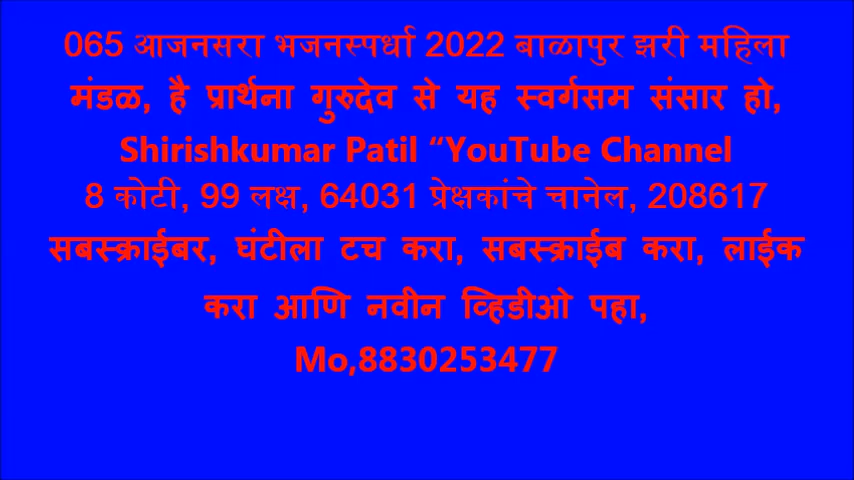 065 आजनसरा भजनस्पर्धा 2022 बाळापुर झरी महिला
मंडळ, है प्रार्थना गुरुदेव से यह स्वर्गसम संसार हो,
Shirishkumar Patil “YouTube Channel
8 कोटी, 99 लक्ष, 64031 प्रेक्षकांचे चानेल, 208617
सबस्क्राईबर, घंटीला टच करा, सबस्क्राईब करा, लाईक
करा आणि नवीन व्हिडीओ पहा,
Mo,8830253477